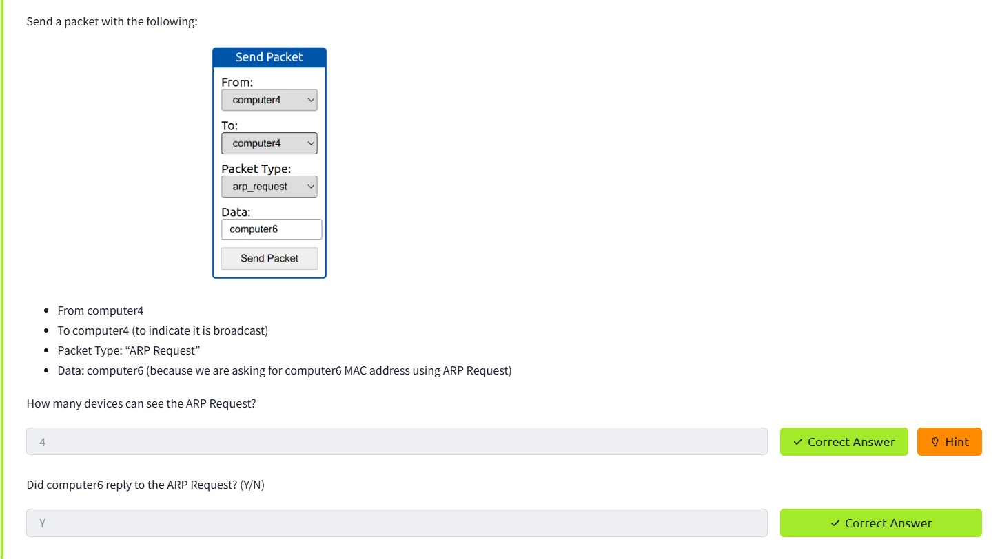 Send a packet with the following:
Send Packet
From:
computer4
To:
computer4
Packet Type:
arp_request
Data:
computer6
Send Packet
• From computer4
• To computer4 (to indicate it is broadcast)
• Packet Type: “ARP Request”
• Data: computer6 (because we are asking for computer6 MAC address using ARP Request)
How many devices can see the ARP Request?
4
Correct Answer
Hint
Did computer6 reply to the ARP Request? (Y/N)
Y
Correct Answer